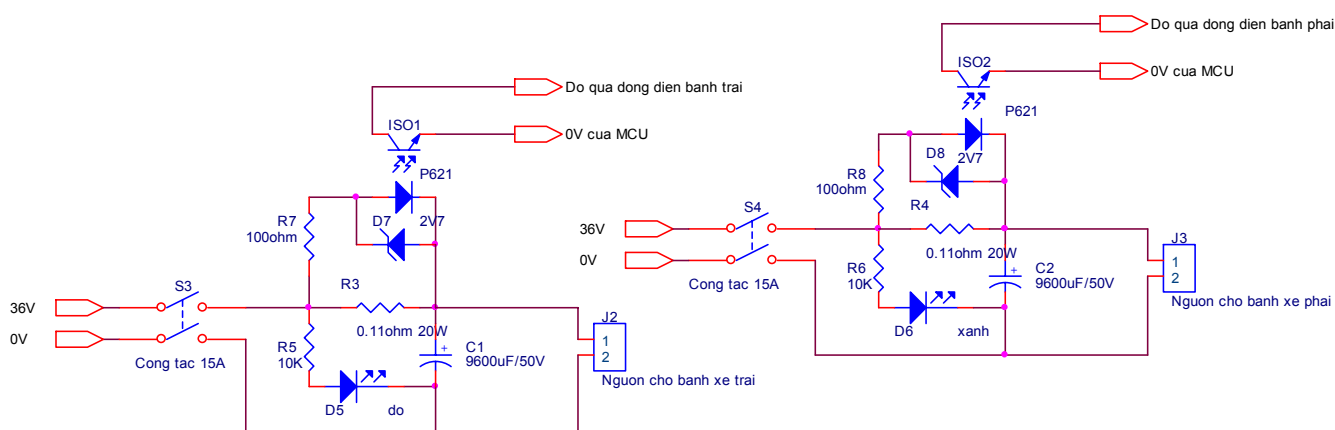 Do qua dong dien banh trai
ISO1
0V cua MCU
P621
D7
2V7
R7
100ohm
R3
0.11ohm 20W
S3
36V
0V
Cong tac 15A
R5
10K
C1
9600uF/50V
D5
do
J2
1
2
Nguon cho banh xe trai
Do qua dong dien banh phai
ISO2
0V cua MCU
P621
D8
2V7
R8
100ohm
R4
0.11ohm 20W
S4
36V
0V
Cong tac 15A
R6
10K
C2
9600uF/50V
D6
xanh
J3
1
2
Nguon cho banh xe phai